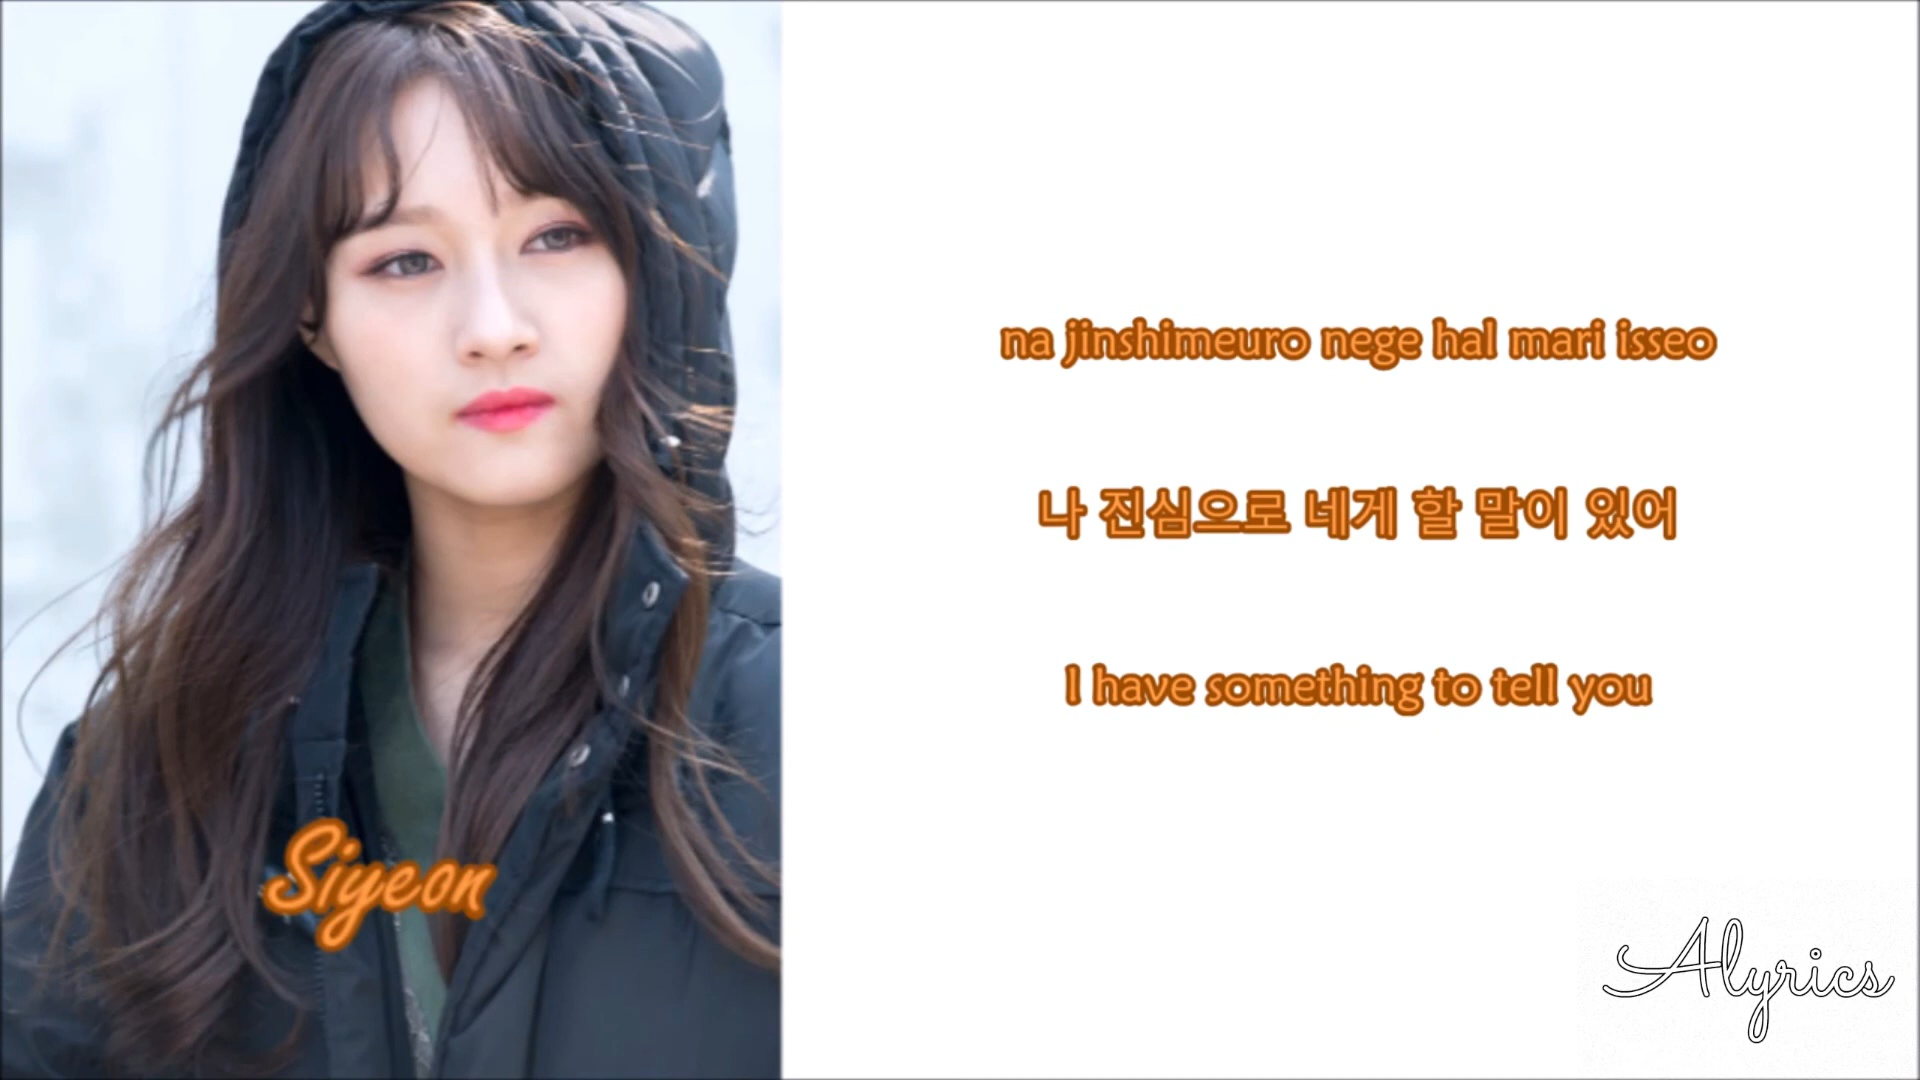 na jinshimeuro nege hal mari isseo
나 진심으로 네게 할 말이 있어
I have something to tell you
Siyeon
Alyrics